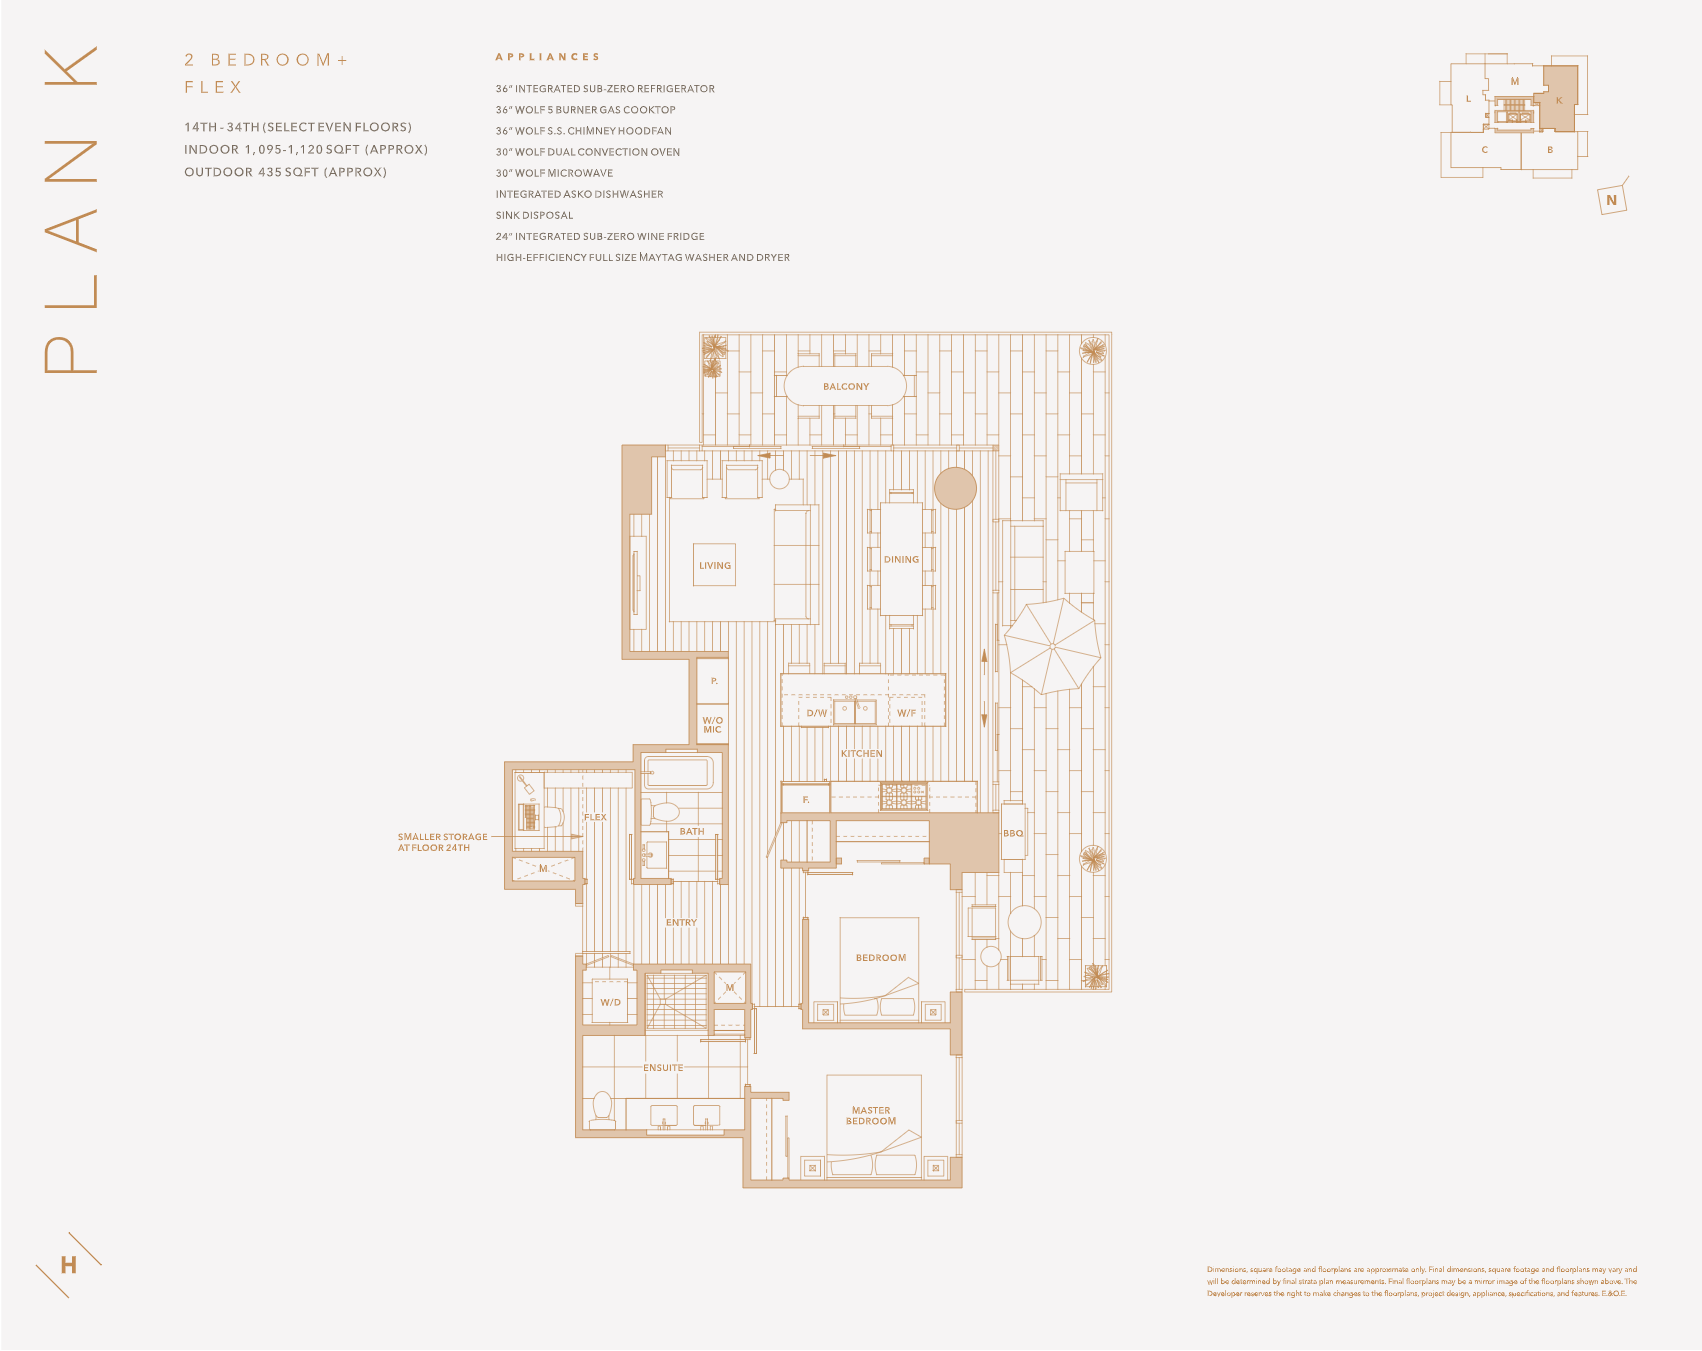 PLAN K
2 BEDROOM+
FLEX
14TH - 34TH (SELECT EVEN FLOORS)
INDOOR 1,095-1,120 SQFT (APPROX)
OUTDOOR 435 SQFT (APPROX)
APPLIANCES
36" INTEGRATED SUB-ZERO REFRIGERATOR
36" WOLF 5 BURNER GAS COOKTOP
36" WOLF S.S. CHIMNEY HOODFAN
30" WOLF DUAL CONVECTION OVEN
30" WOLF MICROWAVE
INTEGRATED ASKO DISHWASHER
SINK DISPOSAL
24" INTEGRATED SUB-ZERO WINE FRIDGE
HIGH-EFFICIENCY FULL SIZE MAYTAG WASHER AND DRYER
M
L
K
C
B
N
BALCONY
LIVING
DINING
P.
W/O
MIC
D/W
W/F
KITCHEN
F.
FLEX
BATH
BBQ
SMALLER STORAGE
AT FLOOR 24TH
M.
ENTRY
BEDROOM
W/D
M
ENSUITE
MASTER
BEDROOM
H
Dimensions, square footage and floorplans are approximate only. Final dimensions, square footage and floorplans may vary and
will be determined by final strata plan measurements. Final floorplans may be a mirror image of the floorplans shown above. The
Developer reserves the right to make changes to the floorplans, project design, appliance, specifications, and features. E.&O.E.